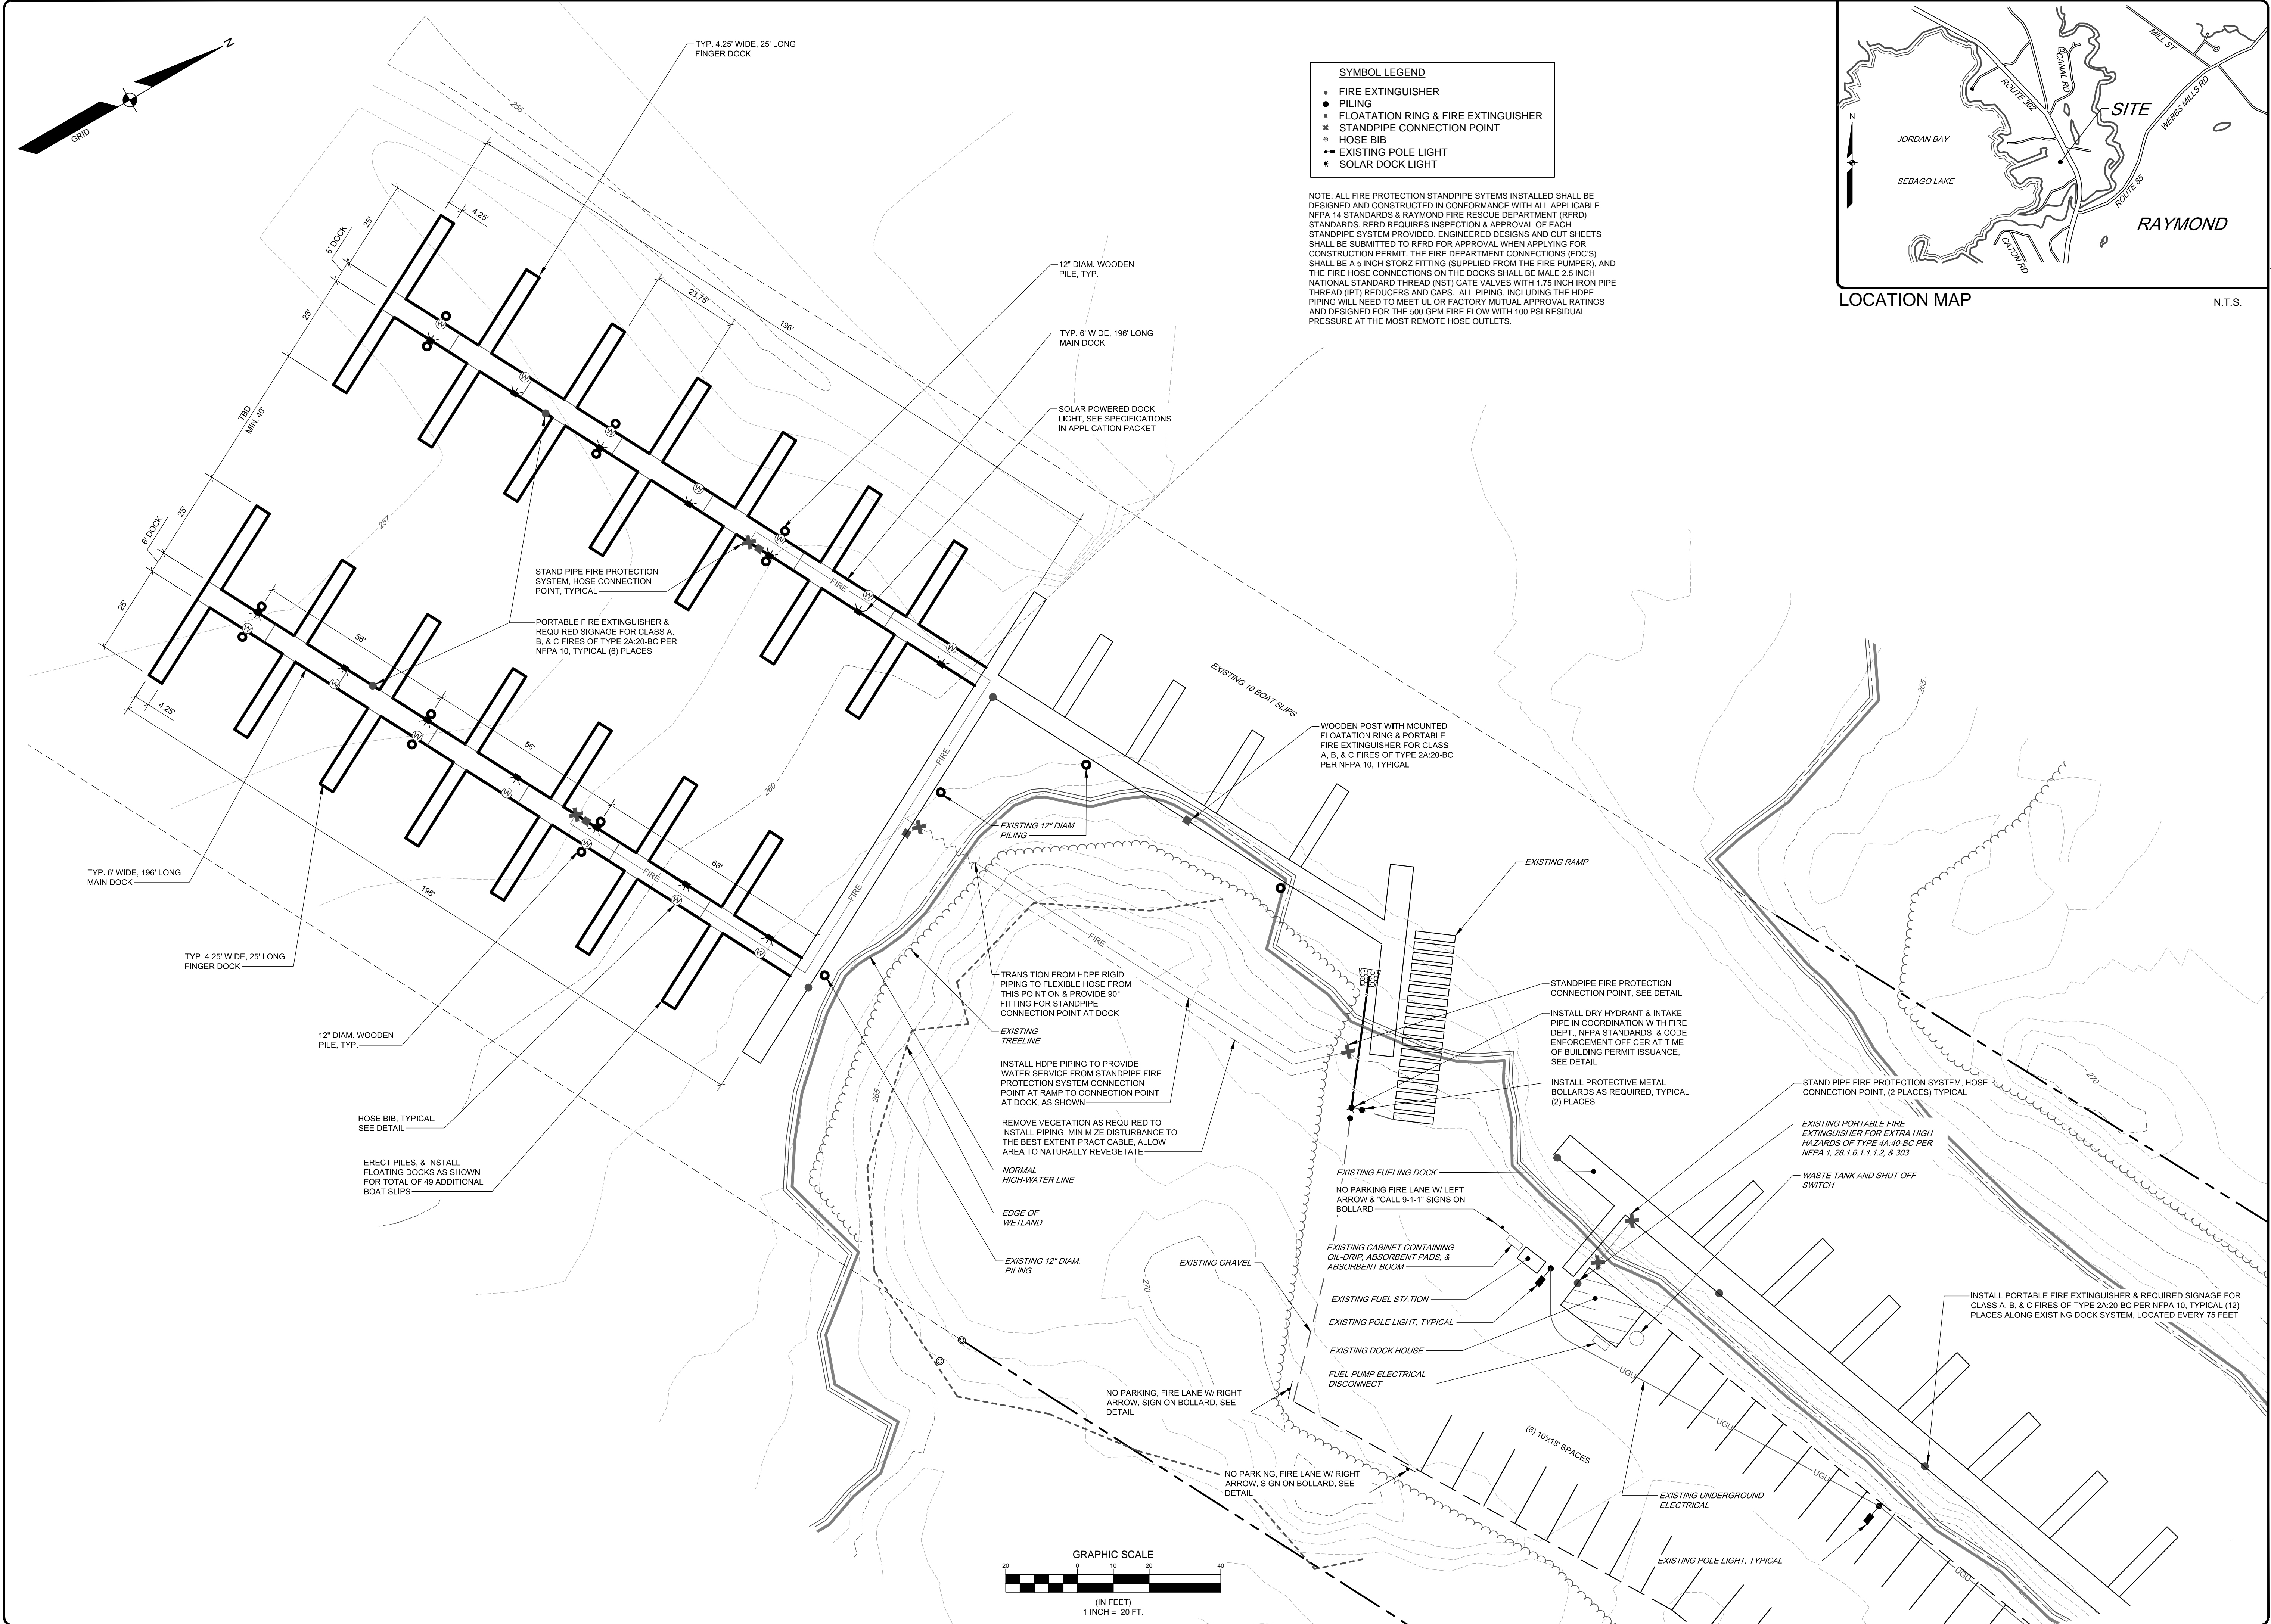 N
GRID
TYP. 4.25' WIDE, 25' LONG
FINGER DOCK
255
SYMBOL LEGEND
FIRE EXTINGUISHER
PILING
FLOATATION RING & FIRE EXTINGUISHER
STANDPIPE CONNECTION POINT
HOSE BIB
EXISTING POLE LIGHT
SOLAR DOCK LIGHT
NOTE: ALL FIRE PROTECTION STANDPIPE SYTEMS INSTALLED SHALL BE
DESIGNED AND CONSTRUCTED IN CONFORMANCE WITH ALL APPLICABLE
NFPA 14 STANDARDS & RAYMOND FIRE RESCUE DEPARTMENT (RFRD)
STANDARDS. RFRD REQUIRES INSPECTION & APPROVAL OF EACH
STANDPIPE SYSTEM PROVIDED. ENGINEERED DESIGNS AND CUT SHEETS
SHALL BE SUBMITTED TO RFRD FOR APPROVAL WHEN APPLYING FOR
CONSTRUCTION PERMIT. THE FIRE DEPARTMENT CONNECTIONS (FDC'S)
SHALL BE A 5 INCH STORZ FITTING (SUPPLIED FROM THE FIRE PUMPER), AND
THE FIRE HOSE CONNECTIONS ON THE DOCKS SHALL BE MALE 2.5 INCH
NATIONAL STANDARD THREAD (NST) GATE VALVES WITH 1.75 INCH IRON PIPE
THREAD (IPT) REDUCERS AND CAPS. ALL PIPING, INCLUDING THE HDPE
PIPING WILL NEED TO MEET UL OR FACTORY MUTUAL APPROVAL RATINGS
AND DESIGNED FOR THE 500 GPM FIRE FLOW WITH 100 PSI RESIDUAL
PRESSURE AT THE MOST REMOTE HOSE OUTLETS.
MILL ST
CANAL RD
ROUTE 302
SITE
WEBBS MILLS RD
N
JORDAN BAY
SEBAGO LAKE
ROUTE 85
RAYMOND
CATON RD
LOCATION MAP
N.T.S.
4.25'
25'
6' DOCK
25'
23.75'
196'
12" DIAM. WOODEN
PILE, TYP.
TYP. 6' WIDE, 196' LONG
MAIN DOCK
SOLAR POWERED DOCK
LIGHT, SEE SPECIFICATIONS
IN APPLICATION PACKET
TBD
MIN. 40'
257
W
W
W
W
W
W
W
FIRE
25'
6' DOCK
25'
STAND PIPE FIRE PROTECTION
SYSTEM, HOSE CONNECTION
POINT, TYPICAL
PORTABLE FIRE EXTINGUISHER &
REQUIRED SIGNAGE FOR CLASS A,
B, & C FIRES OF TYPE 2A:20-BC PER
NFPA 10, TYPICAL (6) PLACES
56'
56'
68'
4.25'
196'
W
W
W
W
W
W
W
FIRE
FIRE
FIRE
260
EXISTING 10 BOAT SLIPS
WOODEN POST WITH MOUNTED
FLOATATION RING & PORTABLE
FIRE EXTINGUISHER FOR CLASS
A, B, & C FIRES OF TYPE 2A:20-BC
PER NFPA 10, TYPICAL
EXISTING 12" DIAM.
PILING
EXISTING RAMP
265
TYP. 6' WIDE, 196' LONG
MAIN DOCK
TYP. 4.25' WIDE, 25' LONG
FINGER DOCK
12" DIAM. WOODEN
PILE, TYP.
HOSE BIB, TYPICAL,
SEE DETAIL
ERECT PILES, & INSTALL
FLOATING DOCKS AS SHOWN
FOR TOTAL OF 49 ADDITIONAL
BOAT SLIPS
FIRE
TRANSITION FROM HDPE RIGID
PIPING TO FLEXIBLE HOSE FROM
THIS POINT ON & PROVIDE 90°
FITTING FOR STANDPIPE
CONNECTION POINT AT DOCK
EXISTING
TREELINE
INSTALL HDPE PIPING TO PROVIDE
WATER SERVICE FROM STANDPIPE FIRE
PROTECTION SYSTEM CONNECTION
POINT AT RAMP TO CONNECTION POINT
AT DOCK, AS SHOWN
REMOVE VEGETATION AS REQUIRED TO
INSTALL PIPING, MINIMIZE DISTURBANCE TO
THE BEST EXTENT PRACTICABLE, ALLOW
AREA TO NATURALLY REVEGETATE
NORMAL
HIGH-WATER LINE
EDGE OF
WETLAND
EXISTING 12" DIAM.
PILING
265
270
STANDPIPE FIRE PROTECTION
CONNECTION POINT, SEE DETAIL
INSTALL DRY HYDRANT & INTAKE
PIPE IN COORDINATION WITH FIRE
DEPT., NFPA STANDARDS, & CODE
ENFORCEMENT OFFICER AT TIME
OF BUILDING PERMIT ISSUANCE,
SEE DETAIL
INSTALL PROTECTIVE METAL
BOLLARDS AS REQUIRED, TYPICAL
(2) PLACES
270
STAND PIPE FIRE PROTECTION SYSTEM, HOSE
CONNECTION POINT, (2 PLACES) TYPICAL
EXISTING PORTABLE FIRE
EXTINGUISHER FOR EXTRA HIGH
HAZARDS OF TYPE 4A:40-BC PER
NFPA 1, 28.1.6.1.1.1.2, & 303
WASTE TANK AND SHUT OFF
SWITCH
EXISTING FUELING DOCK
NO PARKING FIRE LANE W/ LEFT
ARROW & "CALL 9-1-1" SIGNS ON
BOLLARD
EXISTING CABINET CONTAINING
OIL-DRIP, ABSORBENT PADS, &
ABSORBENT BOOM
EXISTING GRAVEL
EXISTING FUEL STATION
EXISTING POLE LIGHT, TYPICAL
EXISTING DOCK HOUSE
FUEL PUMP ELECTRICAL
DISCONNECT
INSTALL PORTABLE FIRE EXTINGUISHER & REQUIRED SIGNAGE FOR
CLASS A, B, & C FIRES OF TYPE 2A:20-BC PER NFPA 10, TYPICAL (12)
PLACES ALONG EXISTING DOCK SYSTEM, LOCATED EVERY 75 FEET
NO PARKING, FIRE LANE W/ RIGHT
ARROW, SIGN ON BOLLARD, SEE
DETAIL
NO PARKING, FIRE LANE W/ RIGHT
ARROW, SIGN ON BOLLARD, SEE
DETAIL
(8) 10'x18' SPACES
UGU
UGU
UGU
UGU
EXISTING UNDERGROUND
ELECTRICAL
EXISTING POLE LIGHT, TYPICAL
GRAPHIC SCALE
20 0 10 20 40
(IN FEET)
1 INCH = 20 FT.